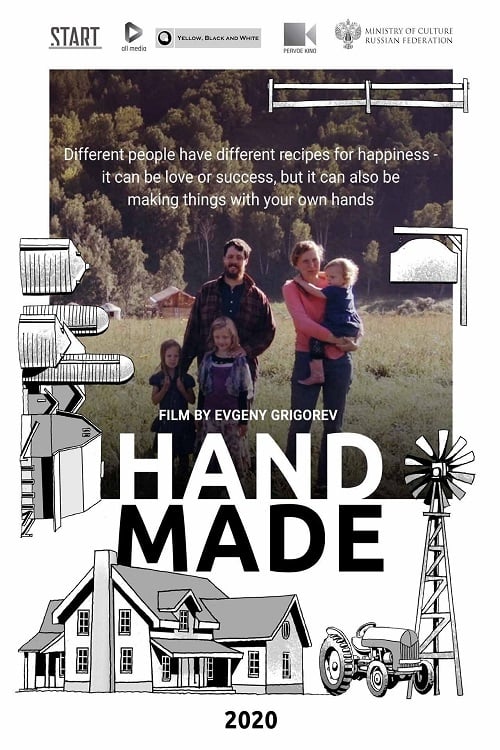 START
all media
YELLOW, BLACK AND WHITE
PERVOE KINO
MINISTRY OF CULTURE
RUSSIAN FEDERATION
Different people have different recipes for happiness -
it can be love or success, but it can also be
making things with your own hands
FILM BY EVGENY GRIGOREV
HAND
MADE
2020